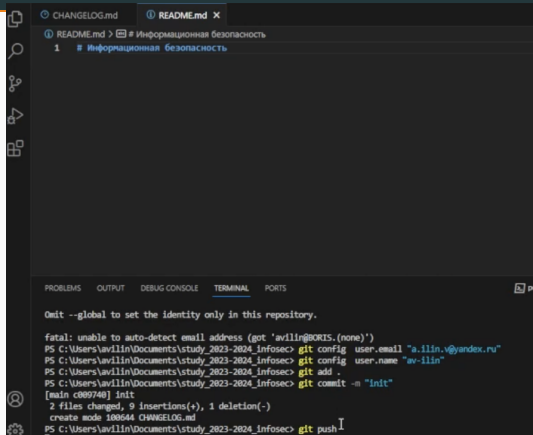 CHANGELOG.md README.md
README.md > # Информационная безопасность
1 # Информационная безопасность
PROBLEMS OUTPUT DEBUG CONSOLE TERMINAL PORTS
Omit --global to set the identity only in this repository.
fatal: unable to auto-detect email address (got 'avilin@BORIS.(none)')
PS C:\Users\avilin\Documents\study_2023-2024_infosec> git config user.email "a.ilin.v@yandex.ru"
PS C:\Users\avilin\Documents\study_2023-2024_infosec> git config user.name "av-ilin"
PS C:\Users\avilin\Documents\study_2023-2024_infosec> git add .
PS C:\Users\avilin\Documents\study_2023-2024_infosec> git commit -m "init"
[main c009740] init
2 files changed, 9 insertions(+), 1 deletion(-)
create mode 100644 CHANGELOG.md
PS C:\Users\avilin\Documents\study_2023-2024_infosec> git push